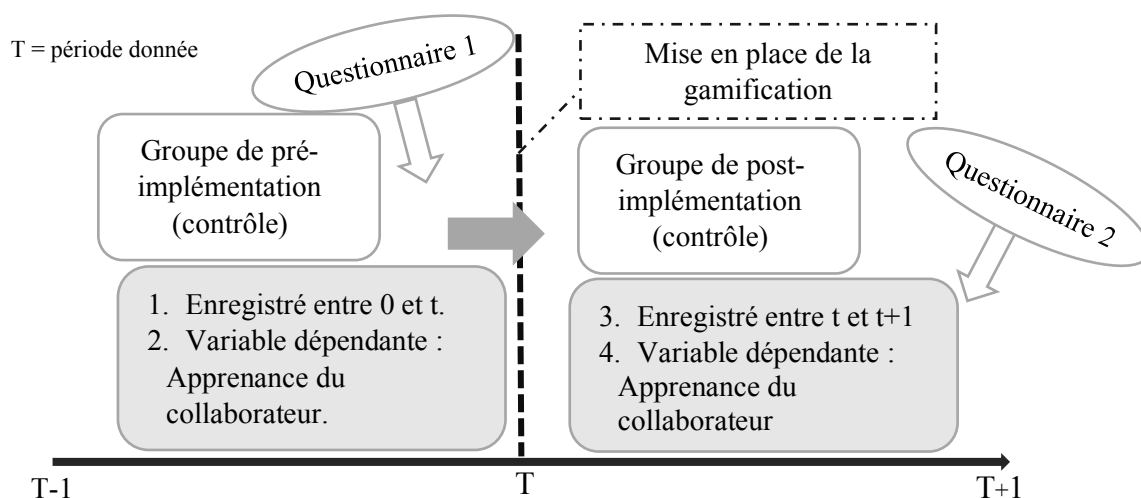 T = période donnée
Questionnaire 1
Mise en place de la
gamification
Groupe de pré-
implémentation
(contrôle)
Groupe de post-
implémentation
(contrôle)
Questionnaire 2
1. Enregistré entre 0 et t.
2. Variable dépendante :
Apprenance du
collaborateur.
3. Enregistré entre t et t+1
4. Variable dépendante :
Apprenance du
collaborateur
T-1
T
T+1